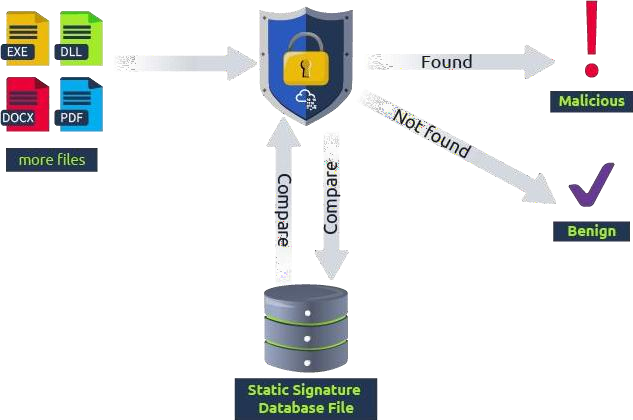 EXE
DLL
DOCX
PDF
more files
Found
Malicious
Not found
Benign
Compare
Compare
Static Signature
Database File